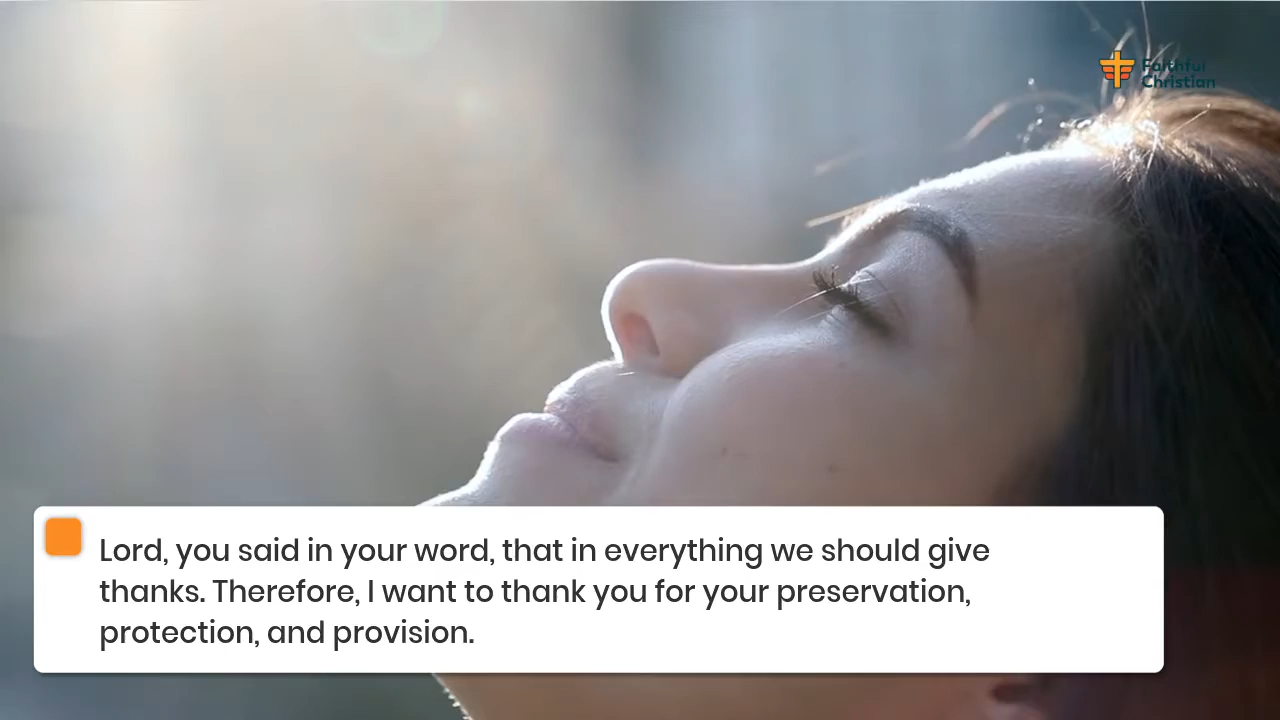 Faithful
Christian
Lord, you said in your word, that in everything we should give
thanks. Therefore, I want to thank you for your preservation,
protection, and provision.